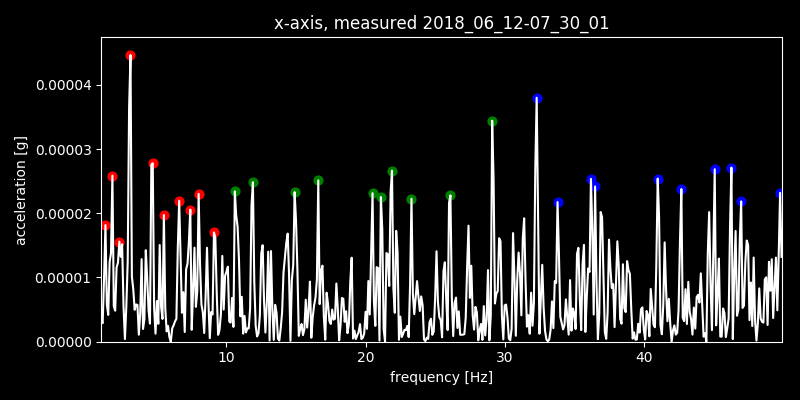 x-axis, measured 2018_06_12-07_30_01
0.00004
0.00003
0.00002
0.00001
0.00000
acceleration [g]
10 20 30 40
frequency [Hz]